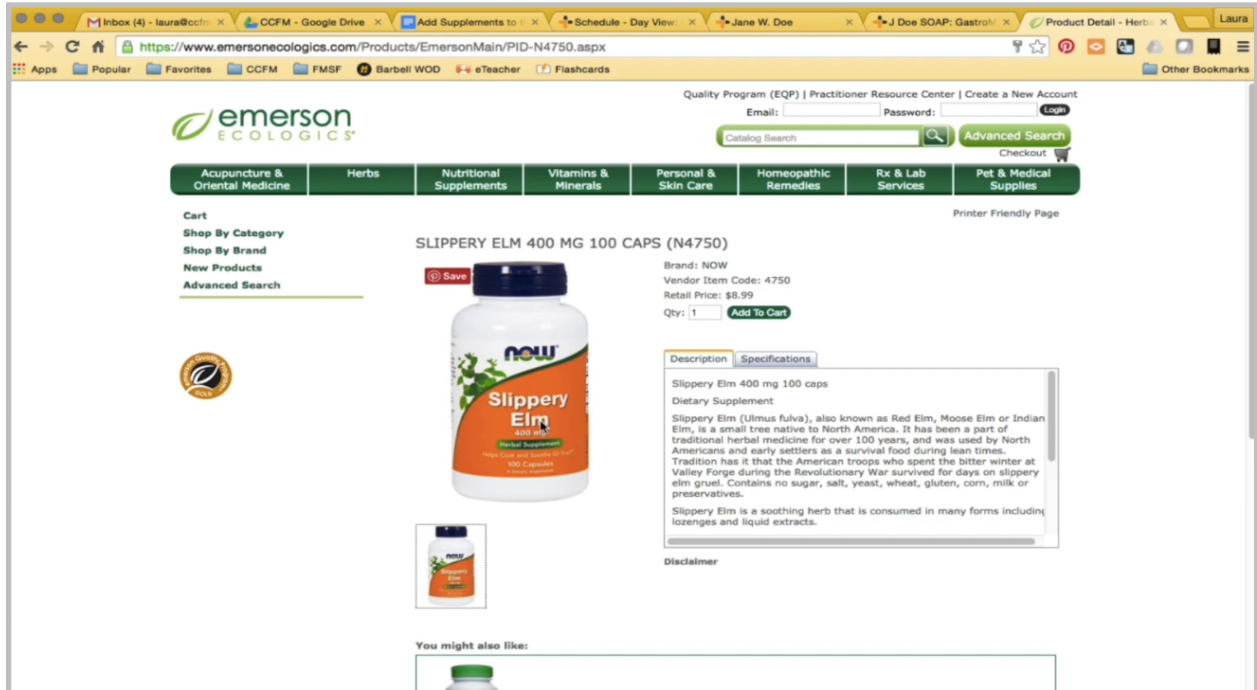 Minbox (4) - laura@ccfm
CCFM - Google Drive
Add Supplements to t
Schedule - Day View:
Jane W. Doe
J Doe SOAP: Gastro
Product Detail - Herb
Laura
https://www.emersonecologics.com/Products/EmersonMain/PID-N4750.aspx
Apps Popular Favorites CCFM FMSF Barbell WOD eTeacher Flashcards Other Bookmarks
Quality Program (EQP) | Practitioner Resource Center | Create a New Account
emerson
ECOLOGICS
Email: Password: Login
Catalog Search Advanced Search
Checkout
Acupuncture &
Oriental Medicine
Herbs
Nutritional
Supplements
Vitamins &
Minerals
Personal &
Skin Care
Homeopathic
Remedies
Rx & Lab
Services
Pet & Medical
Supplies
Cart
Shop By Category
Shop By Brand
New Products
Advanced Search
Printer Friendly Page
SLIPPERY ELM 400 MG 100 CAPS (N4750)
Save
now
Slippery
Elm
400 mg
Herbal Supplement
Helps Coat and Soothe GI Tract
100 Capsules
Brand: NOW
Vendor Item Code: 4750
Retail Price: $8.99
Qty: 1 Add To Cart
Description Specifications
Slippery Elm 400 mg 100 caps
Dietary Supplement
Slippery Elm (Ulmus fulva), also known as Red Elm, Moose Elm or Indian
Elm, is a small tree native to North America. It has been a part of
traditional herbal medicine for over 100 years, and was used by North
Americans and early settlers as a survival food during lean times.
Tradition has it that the American troops who spent the bitter winter at
Valley Forge during the Revolutionary War survived for days on slippery
elm gruel. Contains no sugar, salt, yeast, wheat, gluten, corn, milk or
preservatives.
Slippery Elm is a soothing herb that is consumed in many forms including
lozenges and liquid extracts.
Disclaimer
now
Slippery
Elm
You might also like: